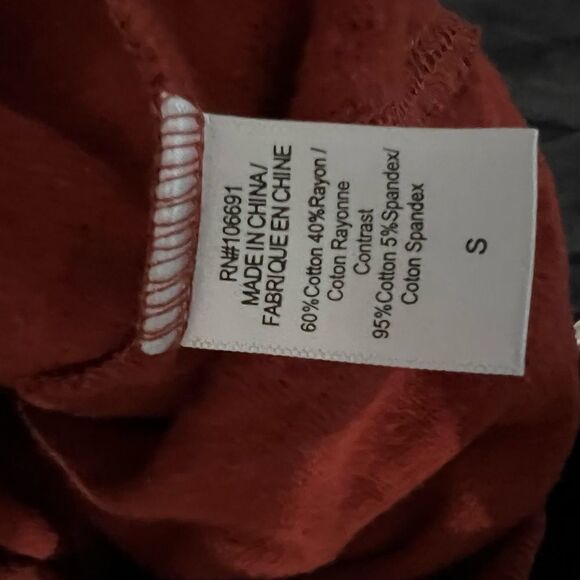 RN#106691
MADE IN CHINA/
FABRIQUE EN CHINE
60%Cotton 40%Rayon/
Coton Rayonne
Contrast
95%Cotton 5%Spandex/
Coton Spandex
S